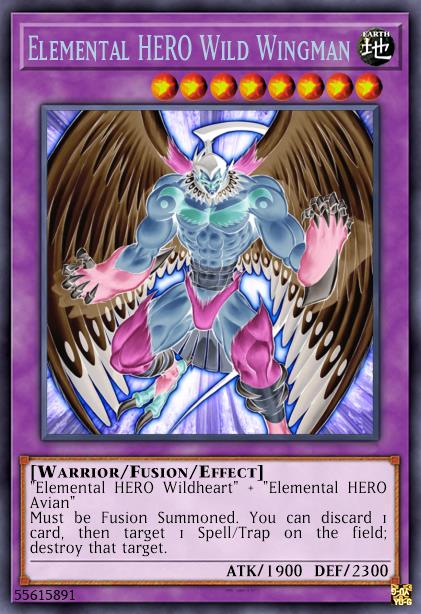 Elemental HERO Wild Wingman
EARTH
地
[Warrior/Fusion/Effect]
"Elemental HERO Wildheart" + "Elemental HERO
Avian"
Must be Fusion Summoned. You can discard 1
card, then target 1 Spell/Trap on the field;
destroy that target.
ATK/1900 DEF/2300
55615891